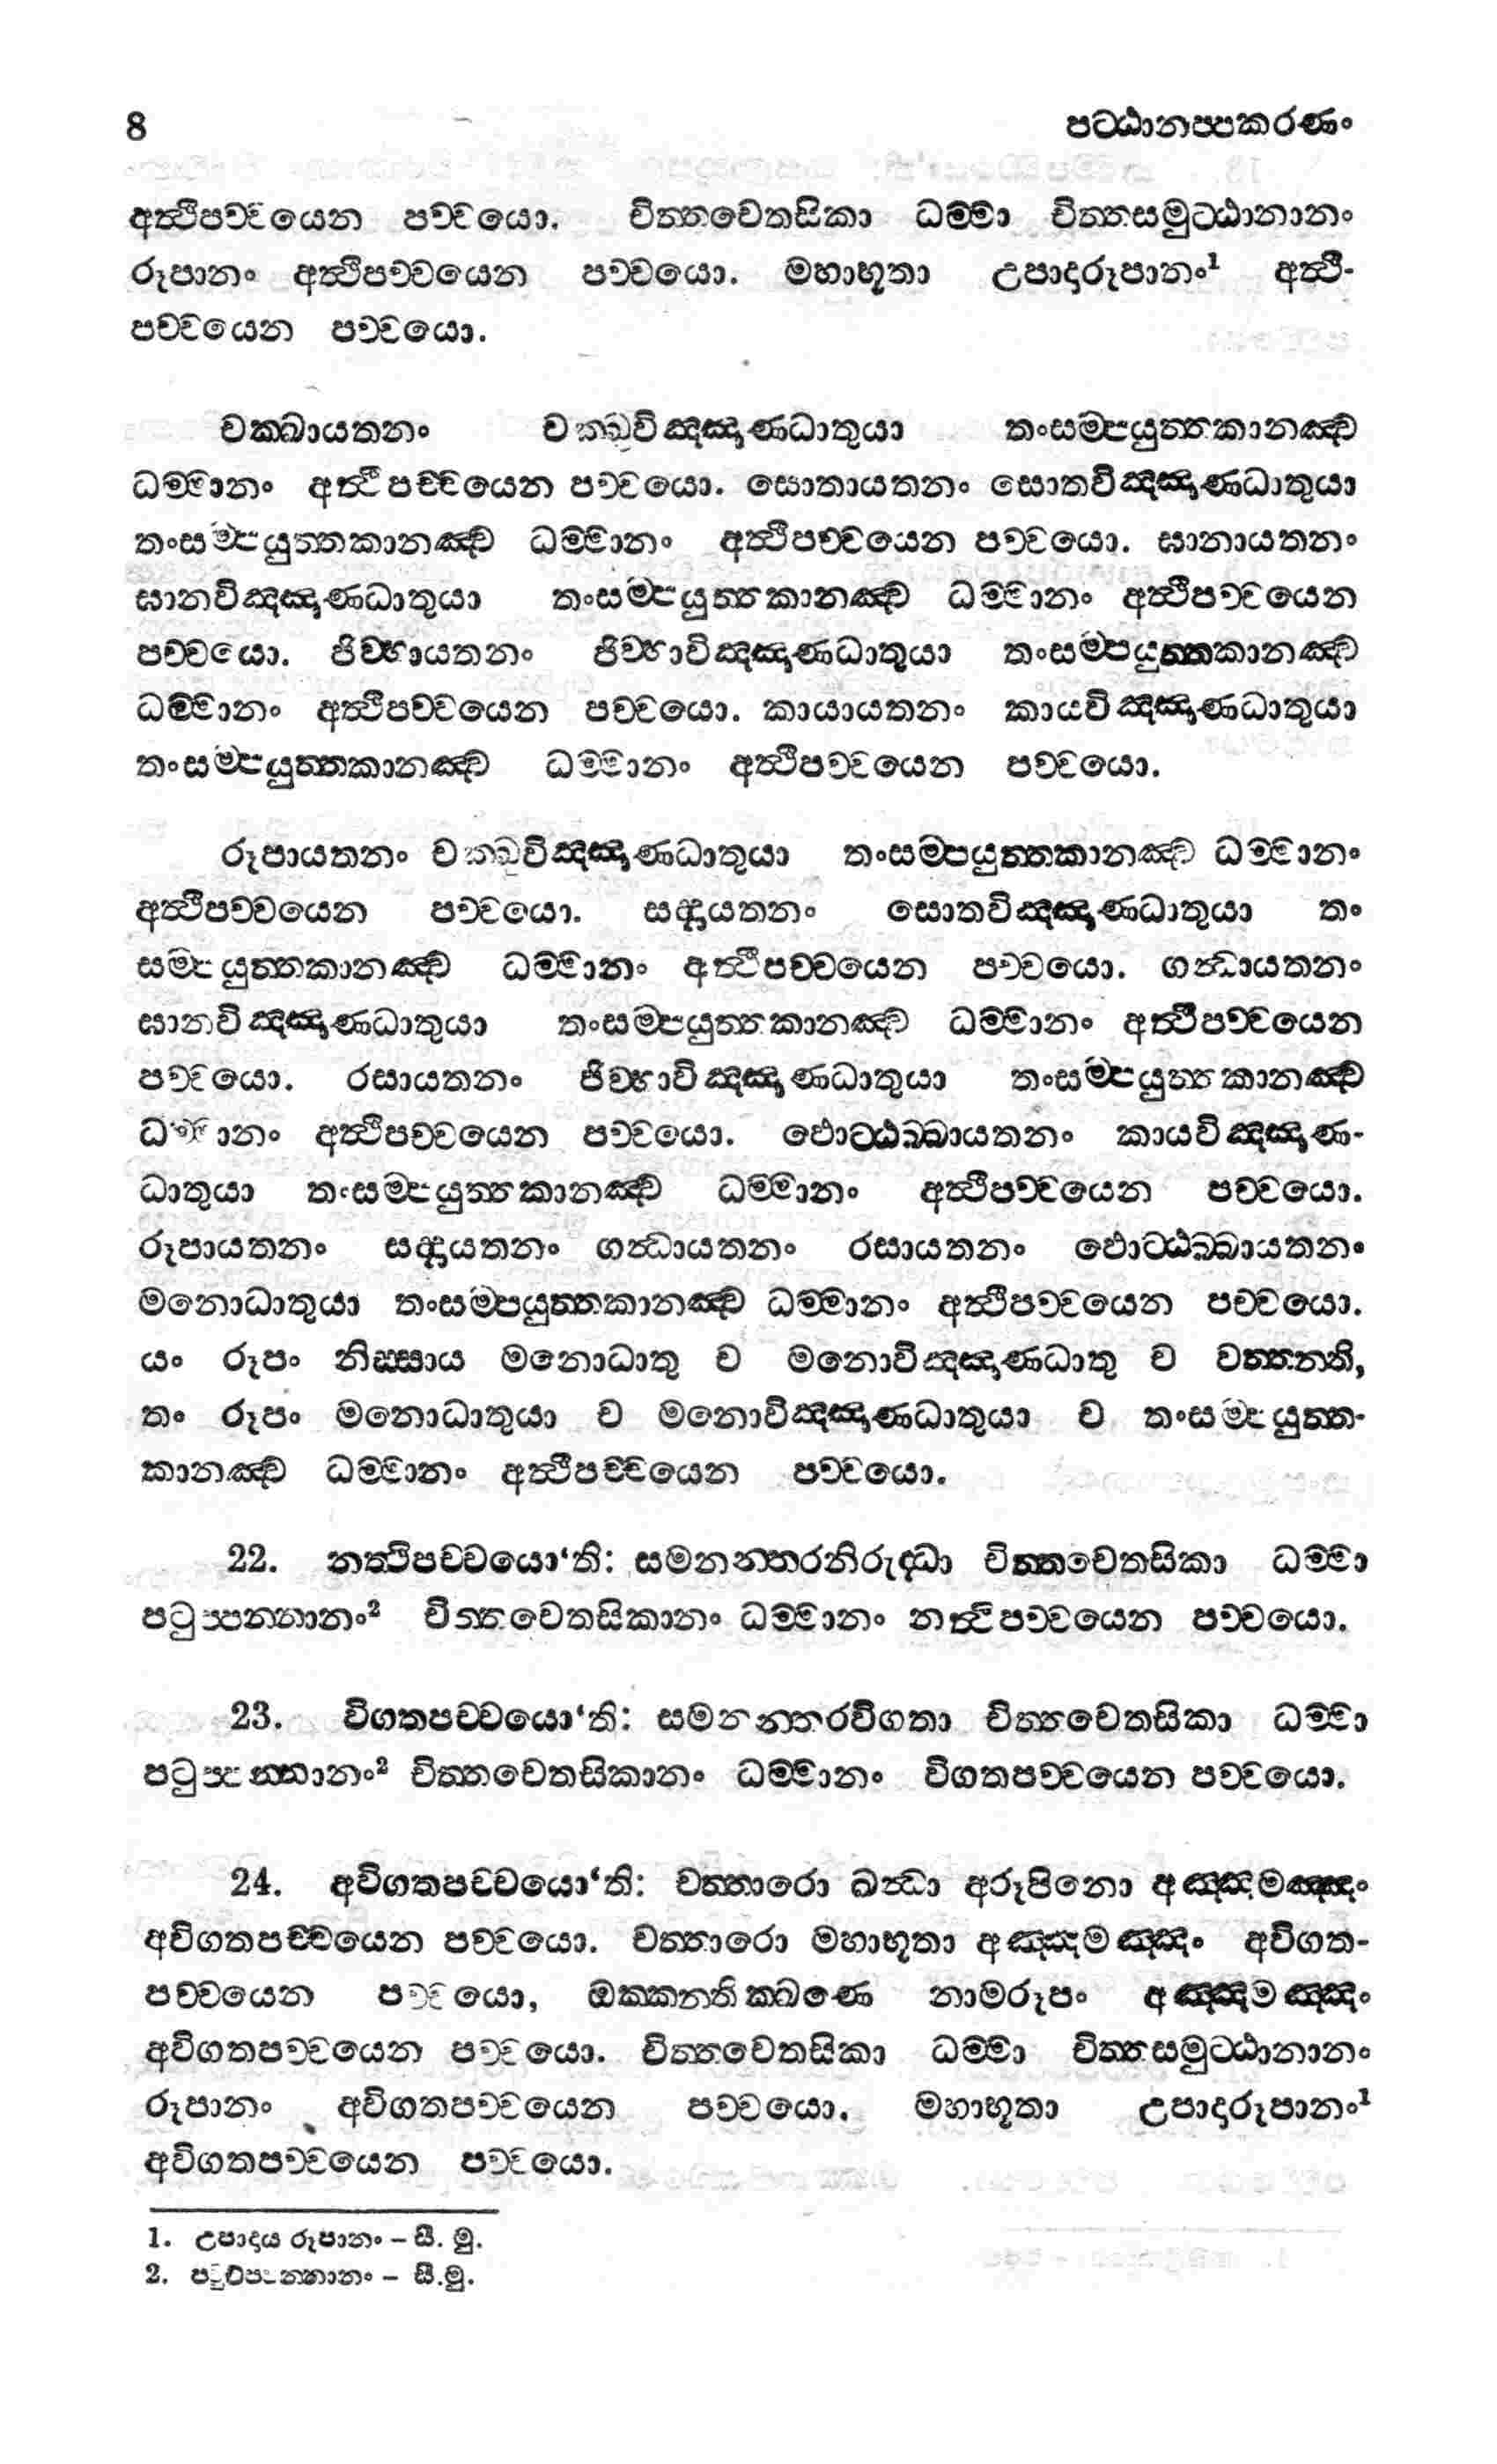 8 පට්ඨානප්පකරණං
අත්ථිපච්චයෙන පච්චයො. චිත්තචෙතසිකා ධම්මා චිත්තසමුට්ඨානානං
රූපානං අත්ථිපච්චයෙන පච්චයො. මහාභූතා උපාදාරූපානං¹ අත්ථි-
පච්චයෙන පච්චයො.
චක්ඛායතනං චක්ඛුවිඤ්ඤාණධාතුයා තංසම්පයුත්තකානඤ්ච
ධම්මානං අත්ථිපච්චයෙන පච්චයො. සොතායතනං සොතවිඤ්ඤාණධාතුයා
තංසම්පයුත්තකානඤ්ච ධම්මානං අත්ථිපච්චයෙන පච්චයො. ඝානායතනං
ඝානවිඤ්ඤාණධාතුයා තංසම්පයුත්තකානඤ්ච ධම්මානං අත්ථිපච්චයෙන
පච්චයො. ජිව්හායතනං ජිව්හාවිඤ්ඤාණධාතුයා තංසම්පයුත්තකානඤ්ච
ධම්මානං අත්ථිපච්චයෙන පච්චයො. කායායතනං කායවිඤ්ඤාණධාතුයා
තංසම්පයුත්තකානඤ්ච ධම්මානං අත්ථිපච්චයෙන පච්චයො.
රූපායතනං චක්ඛුවිඤ්ඤාණධාතුයා තංසම්පයුත්තකානඤ්ච ධම්මානං
අත්ථිපච්චයෙන පච්චයො. සද්දායතනං සොතවිඤ්ඤාණධාතුයා තං
සම්පයුත්තකානඤ්ච ධම්මානං අත්ථිපච්චයෙන පච්චයො. ගන්ධායතනං
ඝානවිඤ්ඤාණධාතුයා තංසම්පයුත්තකානඤ්ච ධම්මානං අත්ථිපච්චයෙන
පච්චයො. රසායතනං ජිව්හාවිඤ්ඤාණධාතුයා තංසම්පයුත්තකානඤ්ච
ධම්මානං අත්ථිපච්චයෙන පච්චයො. ඵොට්ඨබ්බායතනං කායවිඤ්ඤාණ-
ධාතුයා තංසම්පයුත්තකානඤ්ච ධම්මානං අත්ථිපච්චයෙන පච්චයො.
රූපායතනං සද්දායතනං ගන්ධායතනං රසායතනං ඵොට්ඨබ්බායතනං
මනොධාතුයා තංසම්පයුත්තකානඤ්ච ධම්මානං අත්ථිපච්චයෙන පච්චයො.
යං රූපං නිස්සාය මනොධාතු ච මනොවිඤ්ඤාණධාතු ච වත්තන්ති,
තං රූපං මනොධාතුයා ච මනොවිඤ්ඤාණධාතුයා ච තංසම්පයුත්ත-
කානඤ්ච ධම්මානං අත්ථිපච්චයෙන පච්චයො.
22. නත්ථිපච්චයො‘ති: සමනන්තරනිරුද්ධා චිත්තචෙතසිකා ධම්මා
පටුප්පන්නානං² චිත්තචෙතසිකානං ධම්මානං නත්ථිපච්චයෙන පච්චයො.
23. විගතපච්චයො‘ති: සමනන්තරවිගතා චිත්තචෙතසිකා ධම්මා
පටුප්පන්නානං² චිත්තචෙතසිකානං ධම්මානං විගතපච්චයෙන පච්චයො.
24. අවිගතපච්චයො‘ති: චත්තාරො ඛන්ධා අරූපිනො අඤ්ඤමඤ්ඤං
අවිගතපච්චයෙන පච්චයො. චත්තාරො මහාභූතා අඤ්ඤමඤ්ඤං අවිගත-
පච්චයෙන පච්චයො, ඔක්කන්තික්ඛණෙ නාමරූපං අඤ්ඤමඤ්ඤං
අවිගතපච්චයෙන පච්චයො. චිත්තචෙතසිකා ධම්මා චිත්තසමුට්ඨානානං
රූපානං අවිගතපච්චයෙන පච්චයො. මහාභූතා උපාදාරූපානං¹
අවිගතපච්චයෙන පච්චයො.
1. උපාදාය රූපානං – සී. මු.
2. පච්චුප්පන්නානං – සී.මු.